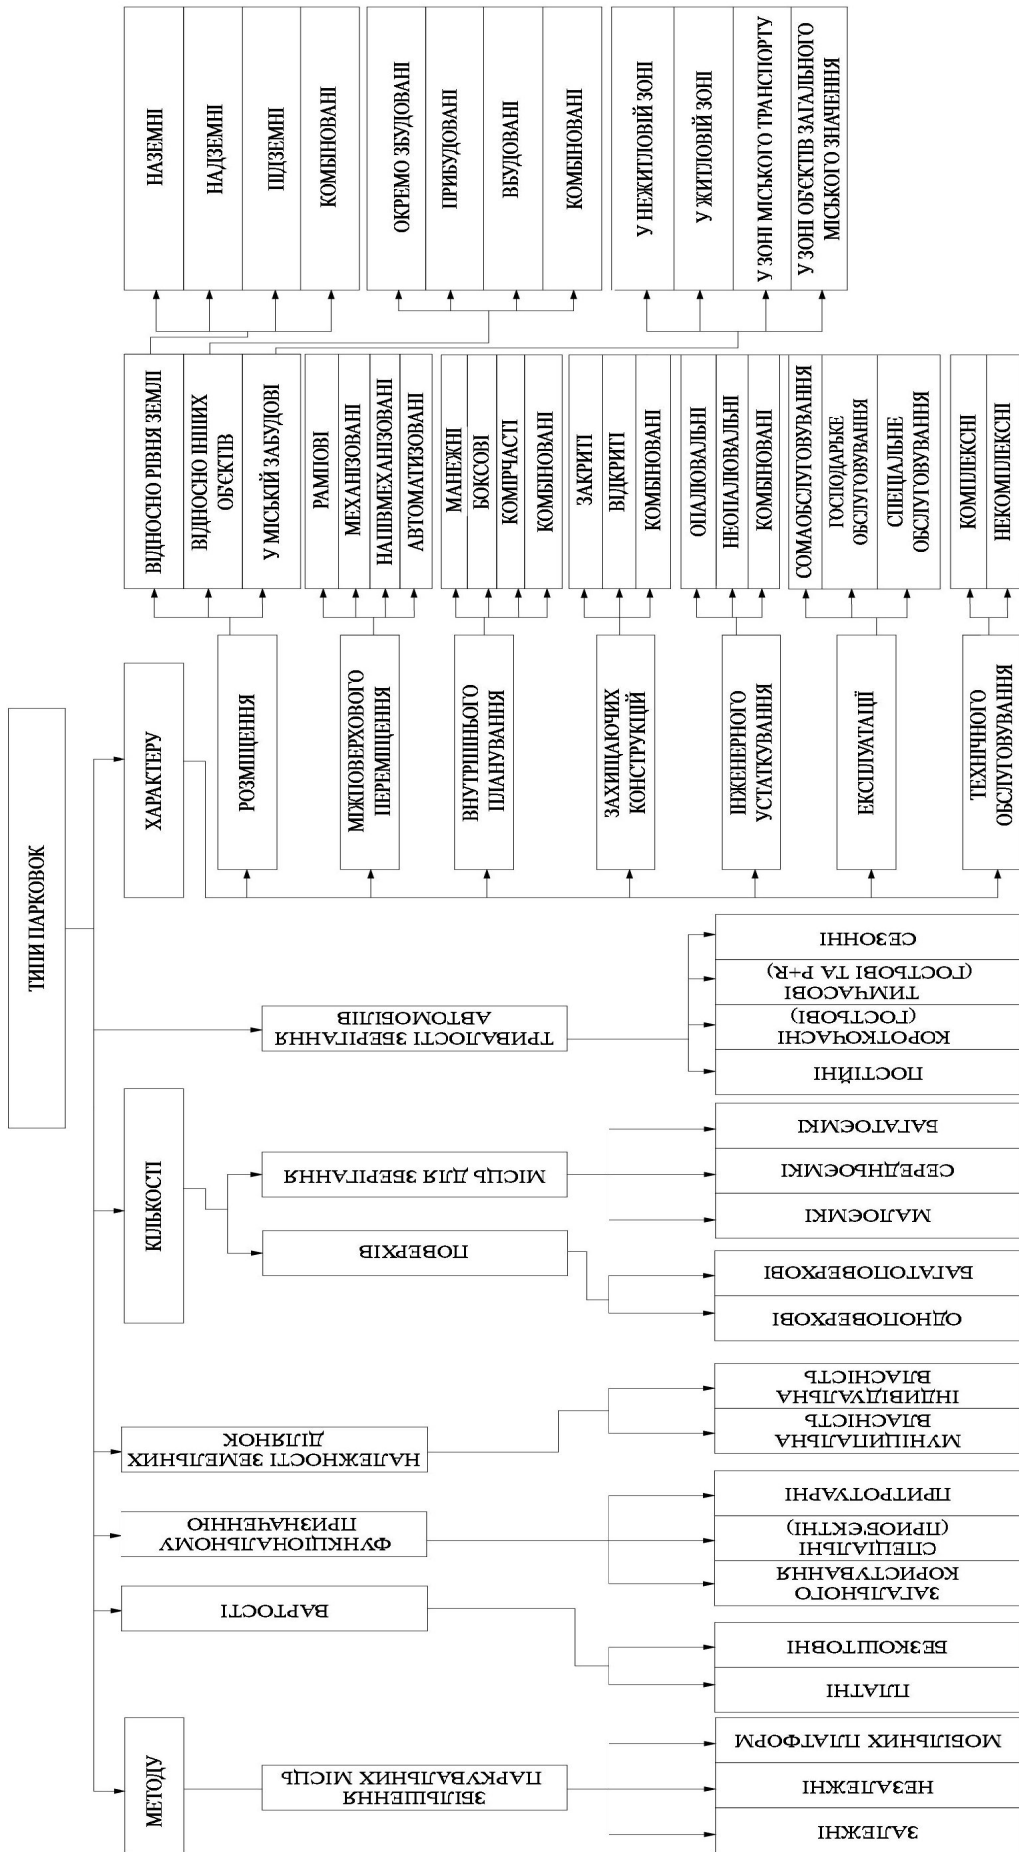 ТИПИ ПАРКОВОК
МЕТОДУ
ЗБІЛЬШЕННЯ
ПАРКУВАЛЬНИХ МІСЦЬ
ЗАЛЕЖНІ
НЕЗАЛЕЖНІ
МОБІЛЬНИХ ПЛАТФОРМ
ВАРТОСТІ
ПЛАТНІ
БЕЗКОШТОВНІ
ФУНКЦІОНАЛЬНОМУ
ПРИЗНАЧЕННЮ
ЗАГАЛЬНОГО
КОРИСТУВАННЯ
СПЕЦІАЛЬНІ
(ПРИОБ'ЄКТНІ)
ПРИТРОТУАРНІ
НАЛЕЖНОСТІ ЗЕМЕЛЬНИХ
ДІЛЯНОК
МУНІЦИПАЛЬНА
ВЛАСНІСТЬ
ІНДИВІДУАЛЬНА
ВЛАСНІСТЬ
КІЛЬКОСТІ
ПОВЕРХІВ
ОДНОПОВЕРХОВІ
БАГАТОПОВЕРХОВІ
МІСЦЬ ДЛЯ ЗБЕРІГАННЯ
МАЛОЄМКІ
СЕРЕДНЬОЄМКІ
БАГАТОЄМКІ
ТРИВАЛОСТІ ЗБЕРІГАННЯ
АВТОМОБІЛІВ
ПОСТІЙНІ
КОРОТКОЧАСНІ
(ГОСТЬОВІ)
ТИМЧАСОВІ
(ГОСТЬОВІ ТА P+R)
СЕЗОННІ
ХАРАКТЕРУ
РОЗМІЩЕННЯ
ВІДНОСНО РІВНЯ ЗЕМЛІ
ВІДНОСНО ІНШИХ
ОБ'ЄКТІВ
У МІСЬКІЙ ЗАБУДОВІ
НАЗЕМНІ
НАДЗЕМНІ
ПІДЗЕМНІ
КОМБІНОВАНІ
ОКРЕМО ЗБУДОВАНІ
ПРИБУДОВАНІ
ВБУДОВАНІ
КОМБІНОВАНІ
У НЕЖИТЛОВІЙ ЗОНІ
У ЖИТЛОВІЙ ЗОНІ
У ЗОНІ МІСЬКОГО ТРАНСПОРТУ
У ЗОНІ ОБ'ЄКТІВ ЗАГАЛЬНОГО
МІСЬКОГО ЗНАЧЕННЯ
МІЖПОВЕРХОВОГО
ПЕРЕМІЩЕННЯ
РАМПОВІ
МЕХАНІЗОВАНІ
НАПІВМЕХАНІЗОВАНІ
АВТОМАТИЗОВАНІ
ВНУТРІШНЬОГО
ПЛАНУВАННЯ
МАНЕЖНІ
БОКСОВІ
КОМІРЧАСТІ
КОМБІНОВАНІ
ЗАХИЩАЮЧИХ
КОНСТРУКЦІЙ
ЗАКРИТІ
ВІДКРИТІ
КОМБІНОВАНІ
ІНЖЕНЕРНОГО
УСТАТКУВАННЯ
ОПАЛЮВАЛЬНІ
НЕОПАЛЮВАЛЬНІ
КОМБІНОВАНІ
ЕКСПЛУАТАЦІЇ
СОМАОБСЛУГОВУВАННЯ
ГОСПОДАРЬКЕ
ОБСЛУГОВУВАННЯ
СПЕЦІАЛЬНЕ
ОБСЛУГОВУВАННЯ
ТЕХНІЧНОГО
ОБСЛУГОВУВАННЯ
КОМПЛЕКСНІ
НЕКОМПЛЕКСНІ